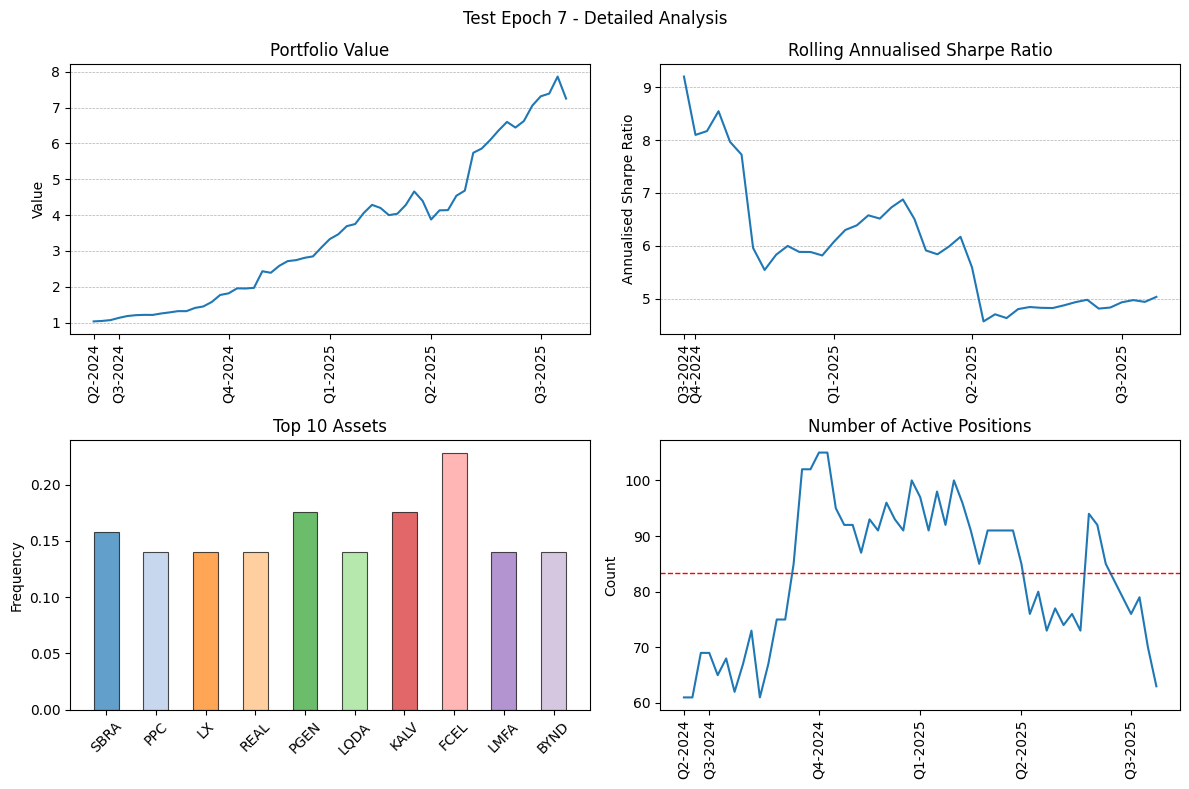 Test Epoch 7 - Detailed Analysis
Portfolio Value
Value
8
7
6
5
4
3
2
1
Q2-2024
Q3-2024
Q4-2024
Q1-2025
Q2-2025
Q3-2025
Rolling Annualised Sharpe Ratio
Annualised Sharpe Ratio
9
8
7
6
5
Q3-2024
Q4-2024
Q1-2025
Q2-2025
Q3-2025
Top 10 Assets
Frequency
0.20
0.15
0.10
0.05
0.00
SBRA
PPC
LX
REAL
PGEN
LQDA
KALV
FCEL
LMFA
BYND
Number of Active Positions
Count
100
90
80
70
60
Q2-2024
Q3-2024
Q4-2024
Q1-2025
Q2-2025
Q3-2025